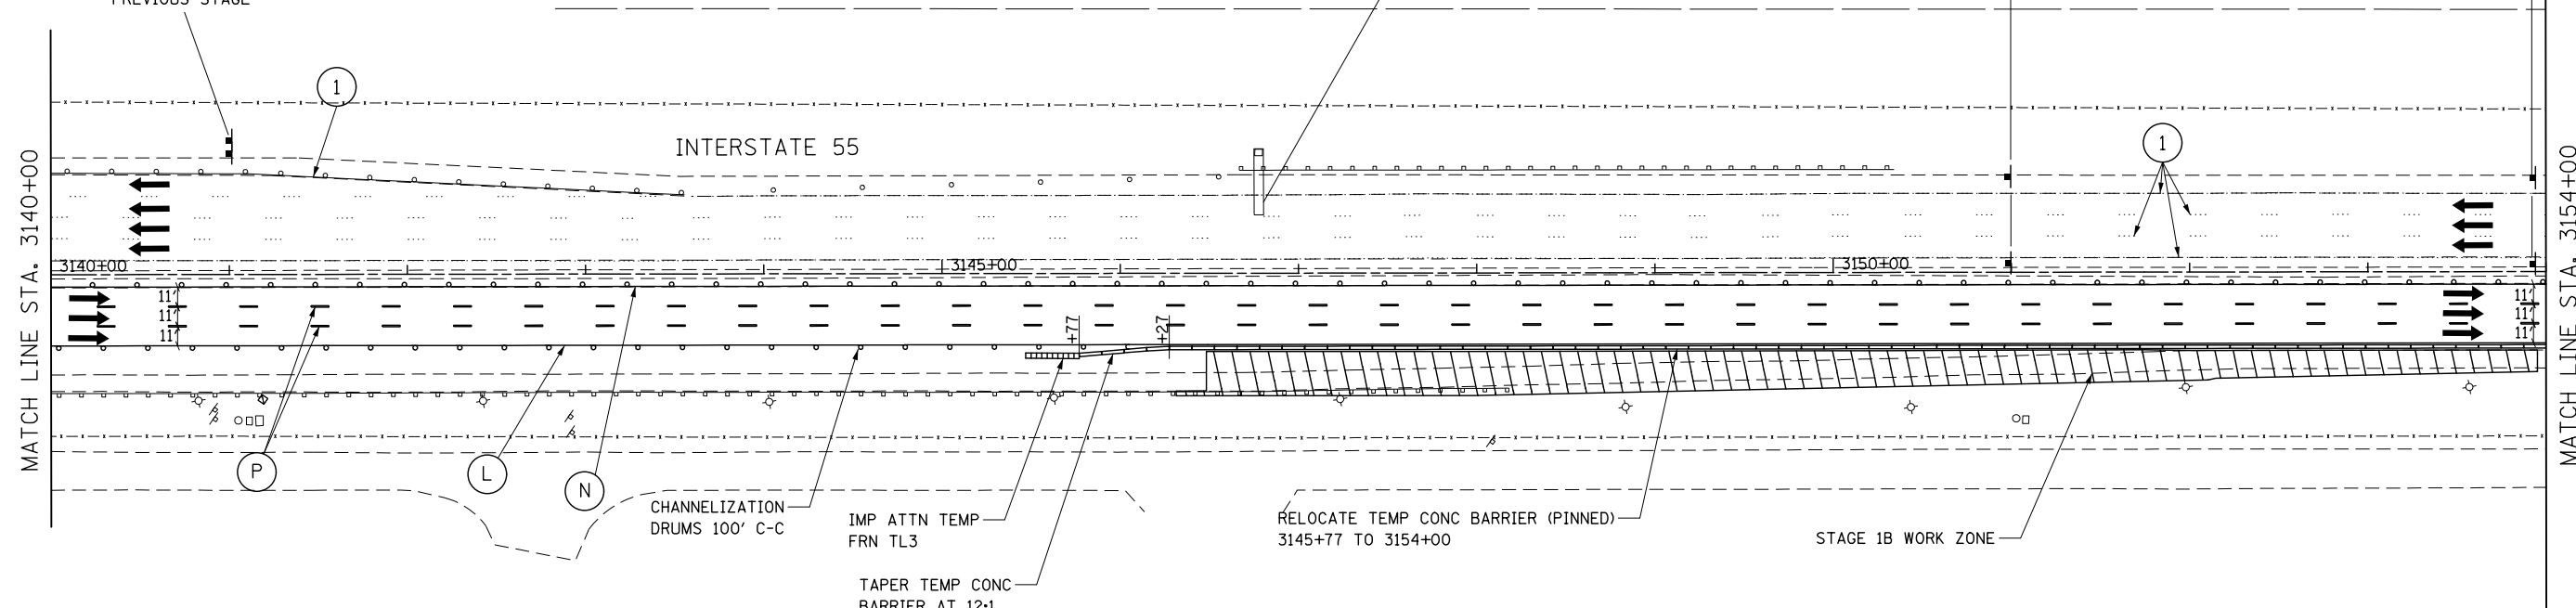 PREVIOUS STAGE
1
INTERSTATE 55
1
MATCH LINE STA. 3140+00
MATCH LINE STA. 3154+00
3140+00
3145+00
3150+00
11'
11'
11'
11'
11'
11'
+77
+27
P
L
N
CHANNELIZATION
DRUMS 100' C-C
IMP ATTN TEMP
FRN TL3
TAPER TEMP CONC
BARRIER AT 12:1
RELOCATE TEMP CONC BARRIER (PINNED)
3145+77 TO 3154+00
STAGE 1B WORK ZONE